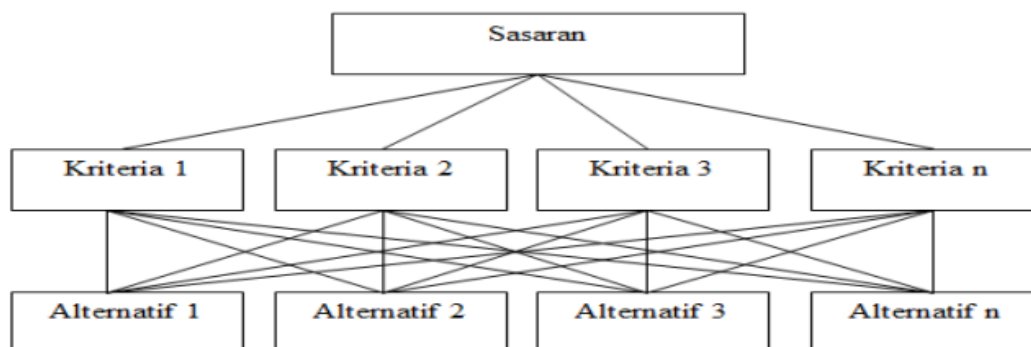 Sasaran
Kriteria 1
Kriteria 2
Kriteria 3
Kriteria n
Alternatif 1
Alternatif 2
Alternatif 3
Alternatif n